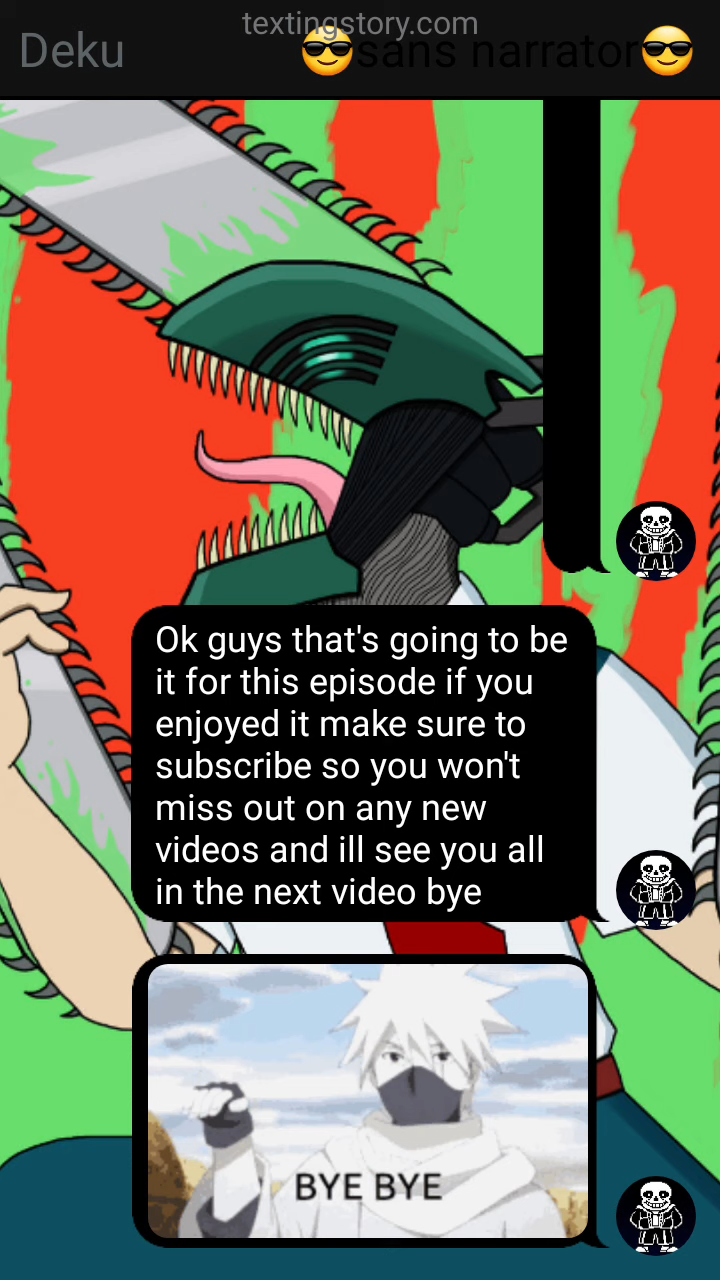 textingstory.com
Deku
😎sans narrator😎
Ok guys that's going to be
it for this episode if you
enjoyed it make sure to
subscribe so you won't
miss out on any new
videos and ill see you all
in the next video bye
BYE BYE